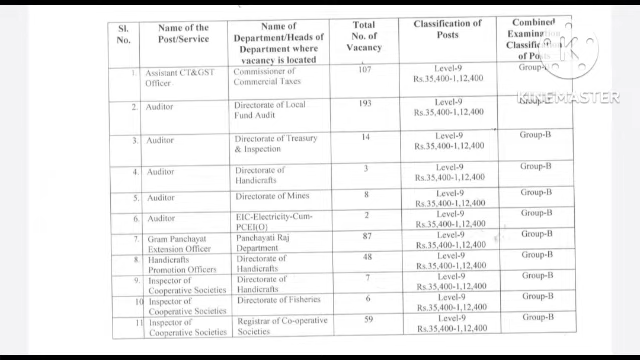 Sl. No. Name of the Post/Service Name of Department/Heads of Department where vacancy is located Total No. of Vacancy Classification of Posts Combined Examination Classification of Posts
1. Assistant CT&GST Officer Commissioner of Commercial Taxes 107 Level-9 Rs.35,400-1,12,400 Group-B
2. Auditor Directorate of Local Fund Audit 193 Level-9 Rs.35,400-1,12,400 Group-B
3. Auditor Directorate of Treasury & Inspection 14 Level-9 Rs.35,400-1,12,400 Group-B
4. Auditor Directorate of Handicrafts 3 Level-9 Rs.35,400-1,12,400 Group-B
5. Auditor Directorate of Mines 8 Level-9 Rs.35,400-1,12,400 Group-B
6. Auditor EIC-Electricity-Cum-PCEI(O) 2 Level-9 Rs.35,400-1,12,400 Group-B
7. Gram Panchayat Extension Officer Panchayati Raj Department 87 Level-9 Rs.35,400-1,12,400 Group-B
8. Handicrafts Promotion Officers Directorate of Handicrafts 48 Level-9 Rs.35,400-1,12,400 Group-B
9. Inspector of Cooperative Societies Directorate of Handicrafts 7 Level-9 Rs.35,400-1,12,400 Group-B
10 Inspector of Cooperative Societies Directorate of Fisheries 6 Level-9 Rs.35,400-1,12,400 Group-B
11 Inspector of Cooperative Societies Registrar of Co-operative Societies 59 Level-9 Rs.35,400-1,12,400 Group-B
KINEMASTER